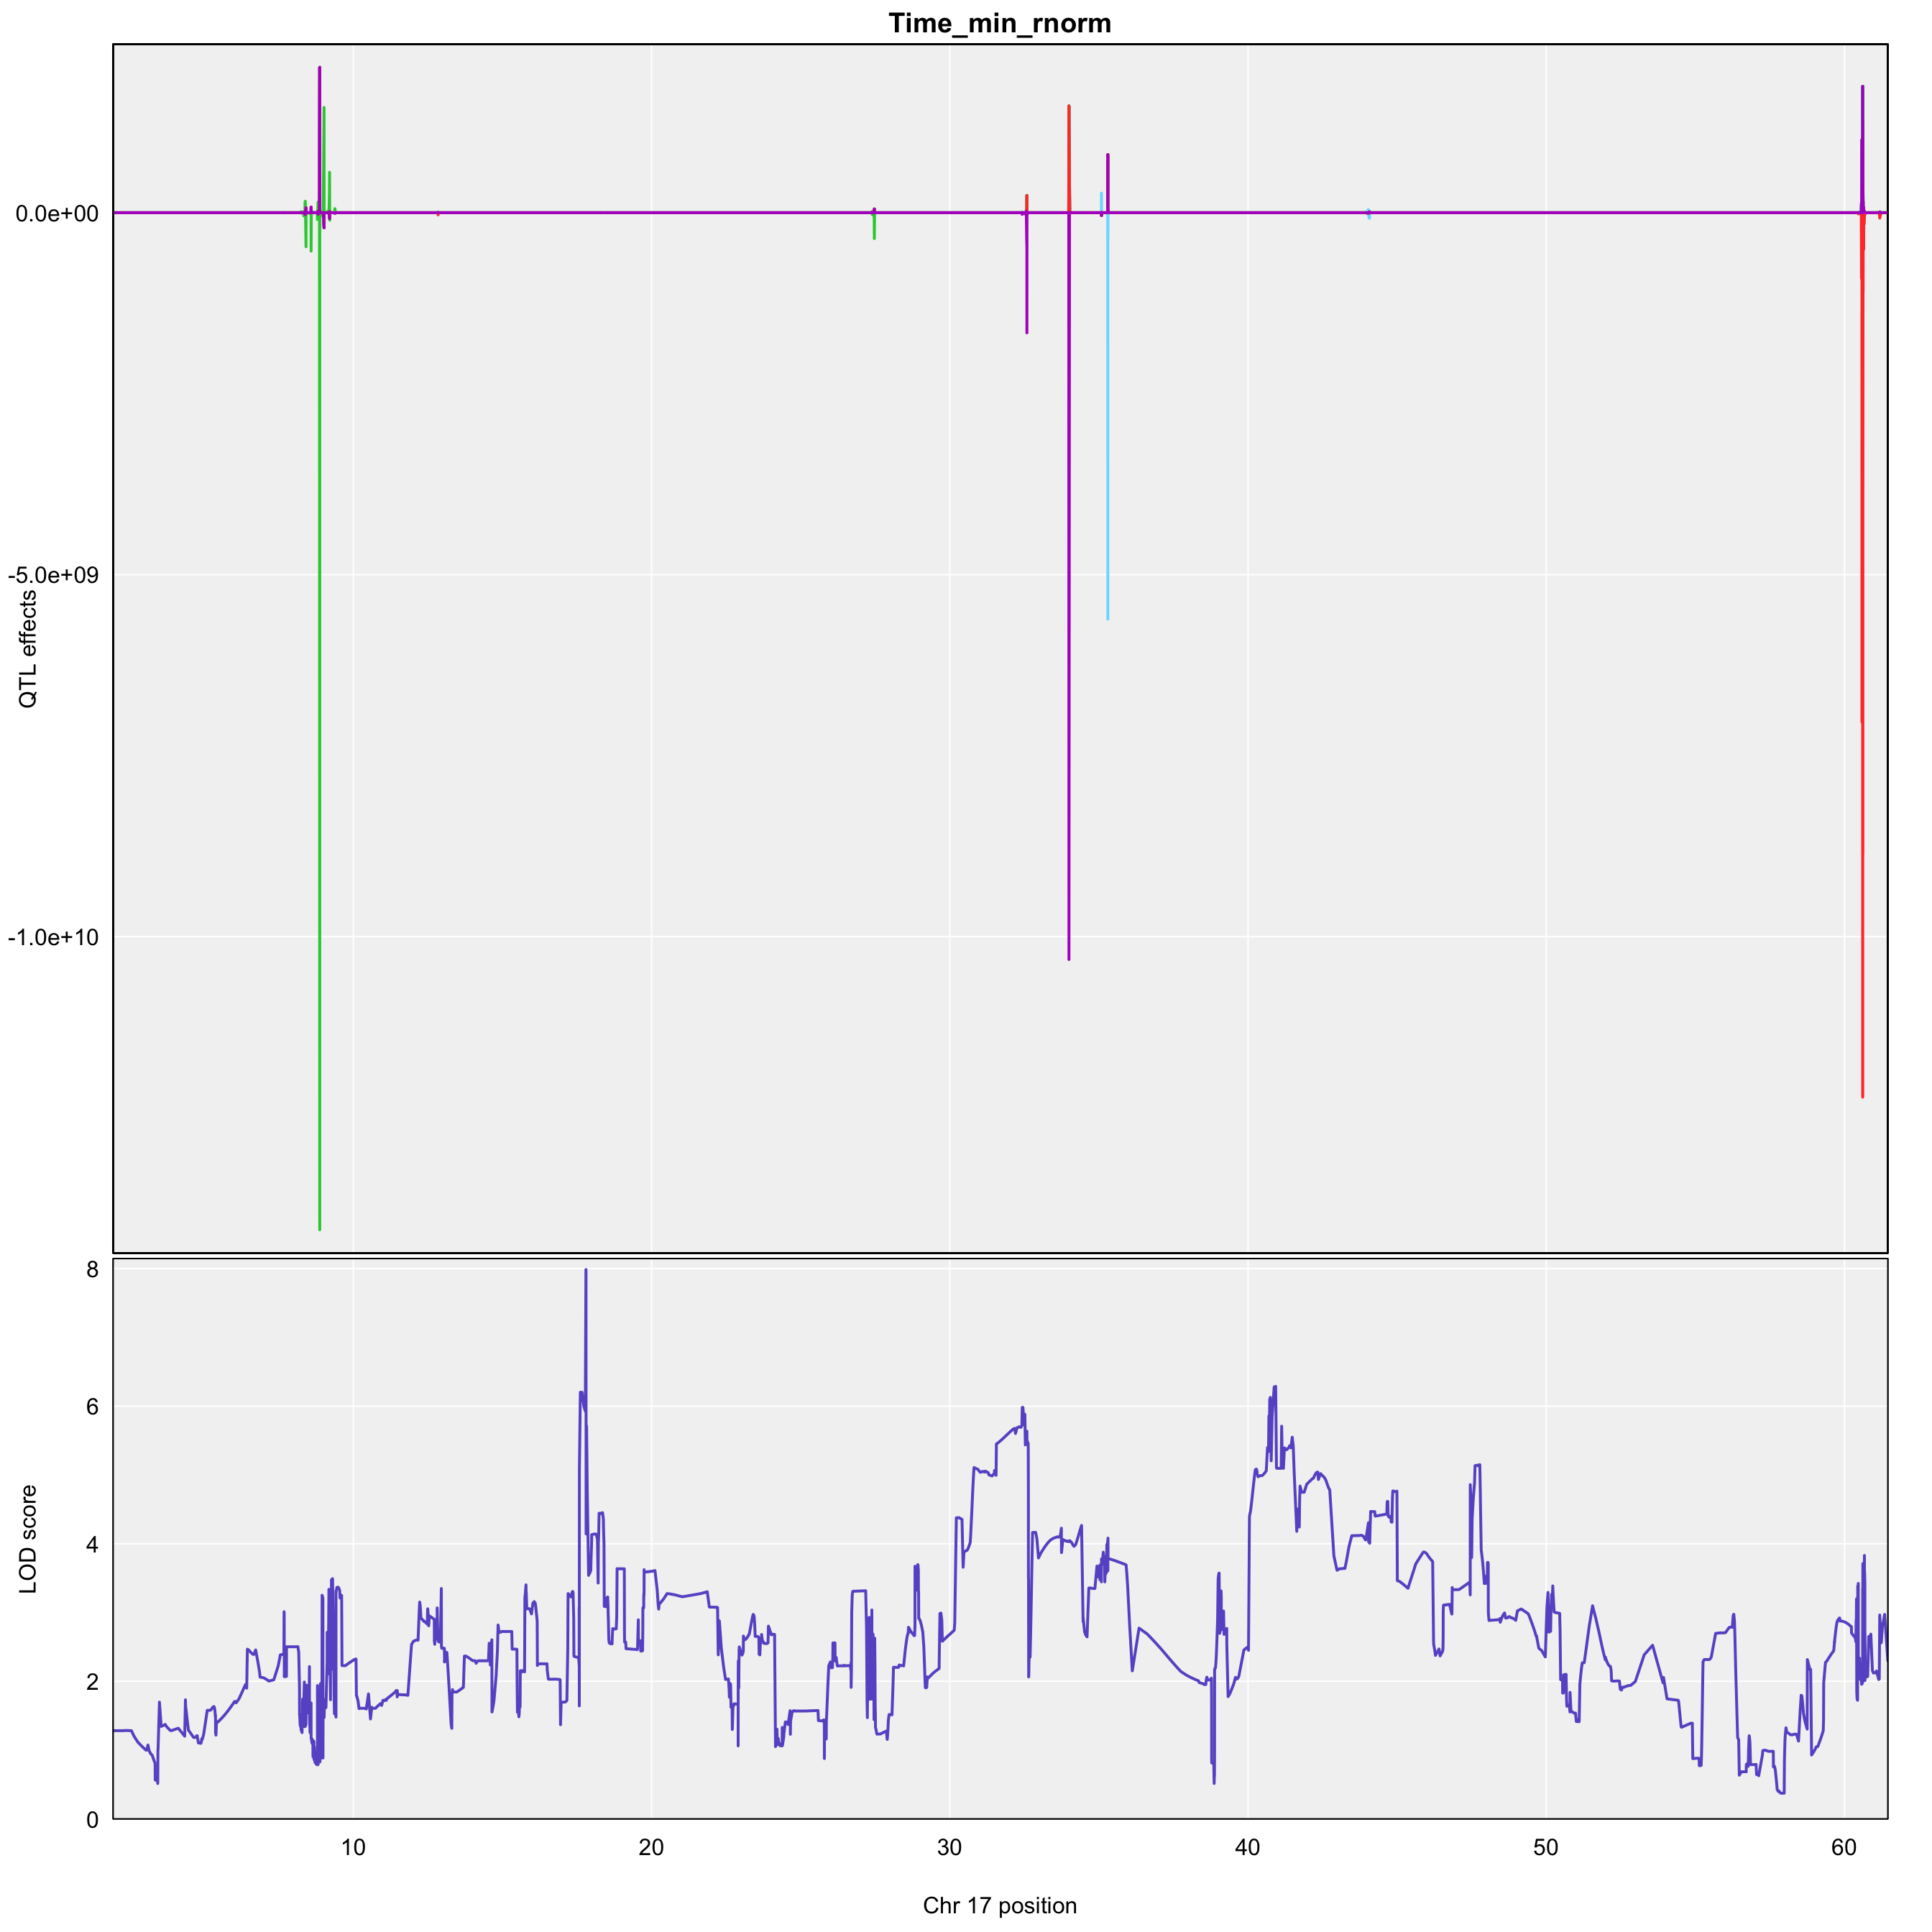 Time_min_rnorm
0.0e+00
-5.0e+09
-1.0e+10
QTL effects
8
6
4
2
0
LOD score
10 20 30 40 50 60
Chr 17 position